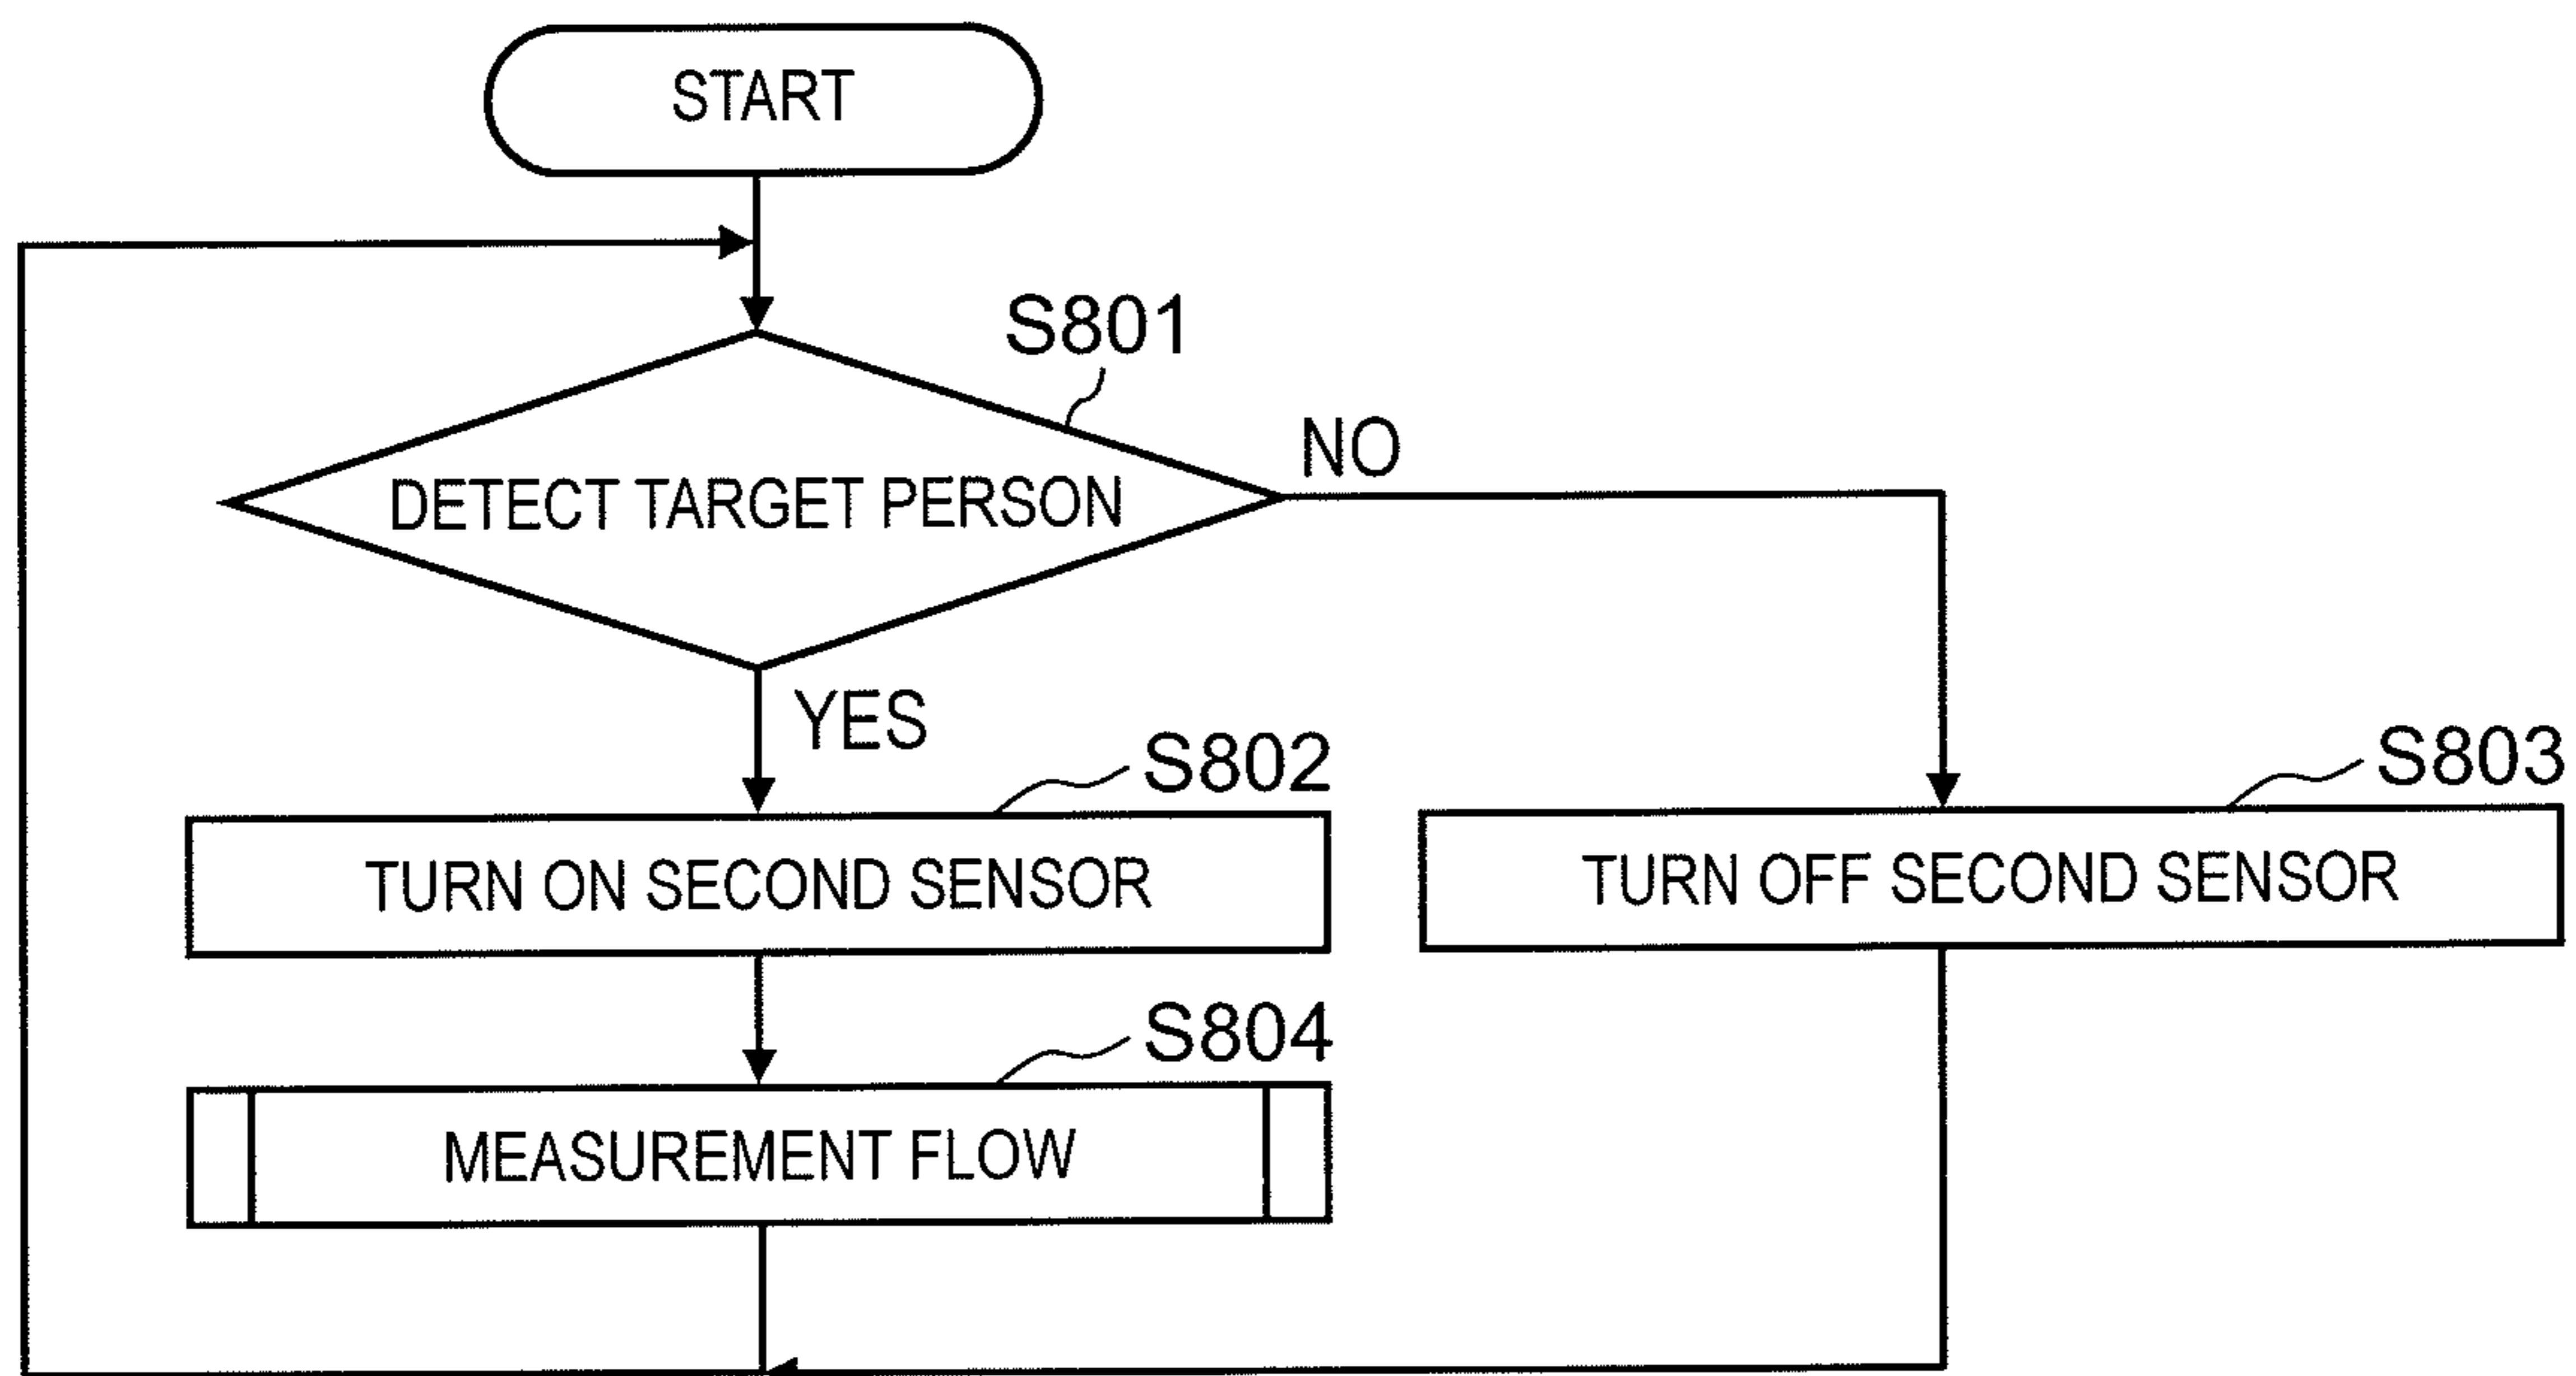 START
S801
NO
DETECT TARGET PERSON
YES
S802
S803
TURN ON SECOND SENSOR
TURN OFF SECOND SENSOR
S804
MEASUREMENT FLOW